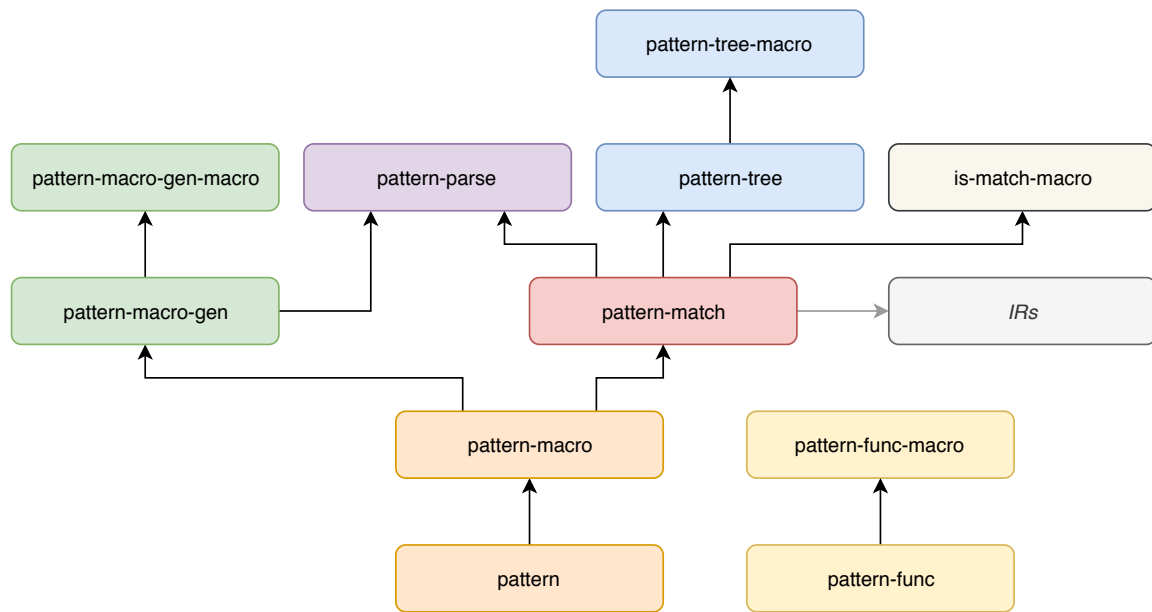 pattern-tree-macro
pattern-macro-gen-macro
pattern-parse
pattern-tree
is-match-macro
pattern-macro-gen
pattern-match
IRs
pattern-macro
pattern-func-macro
pattern
pattern-func